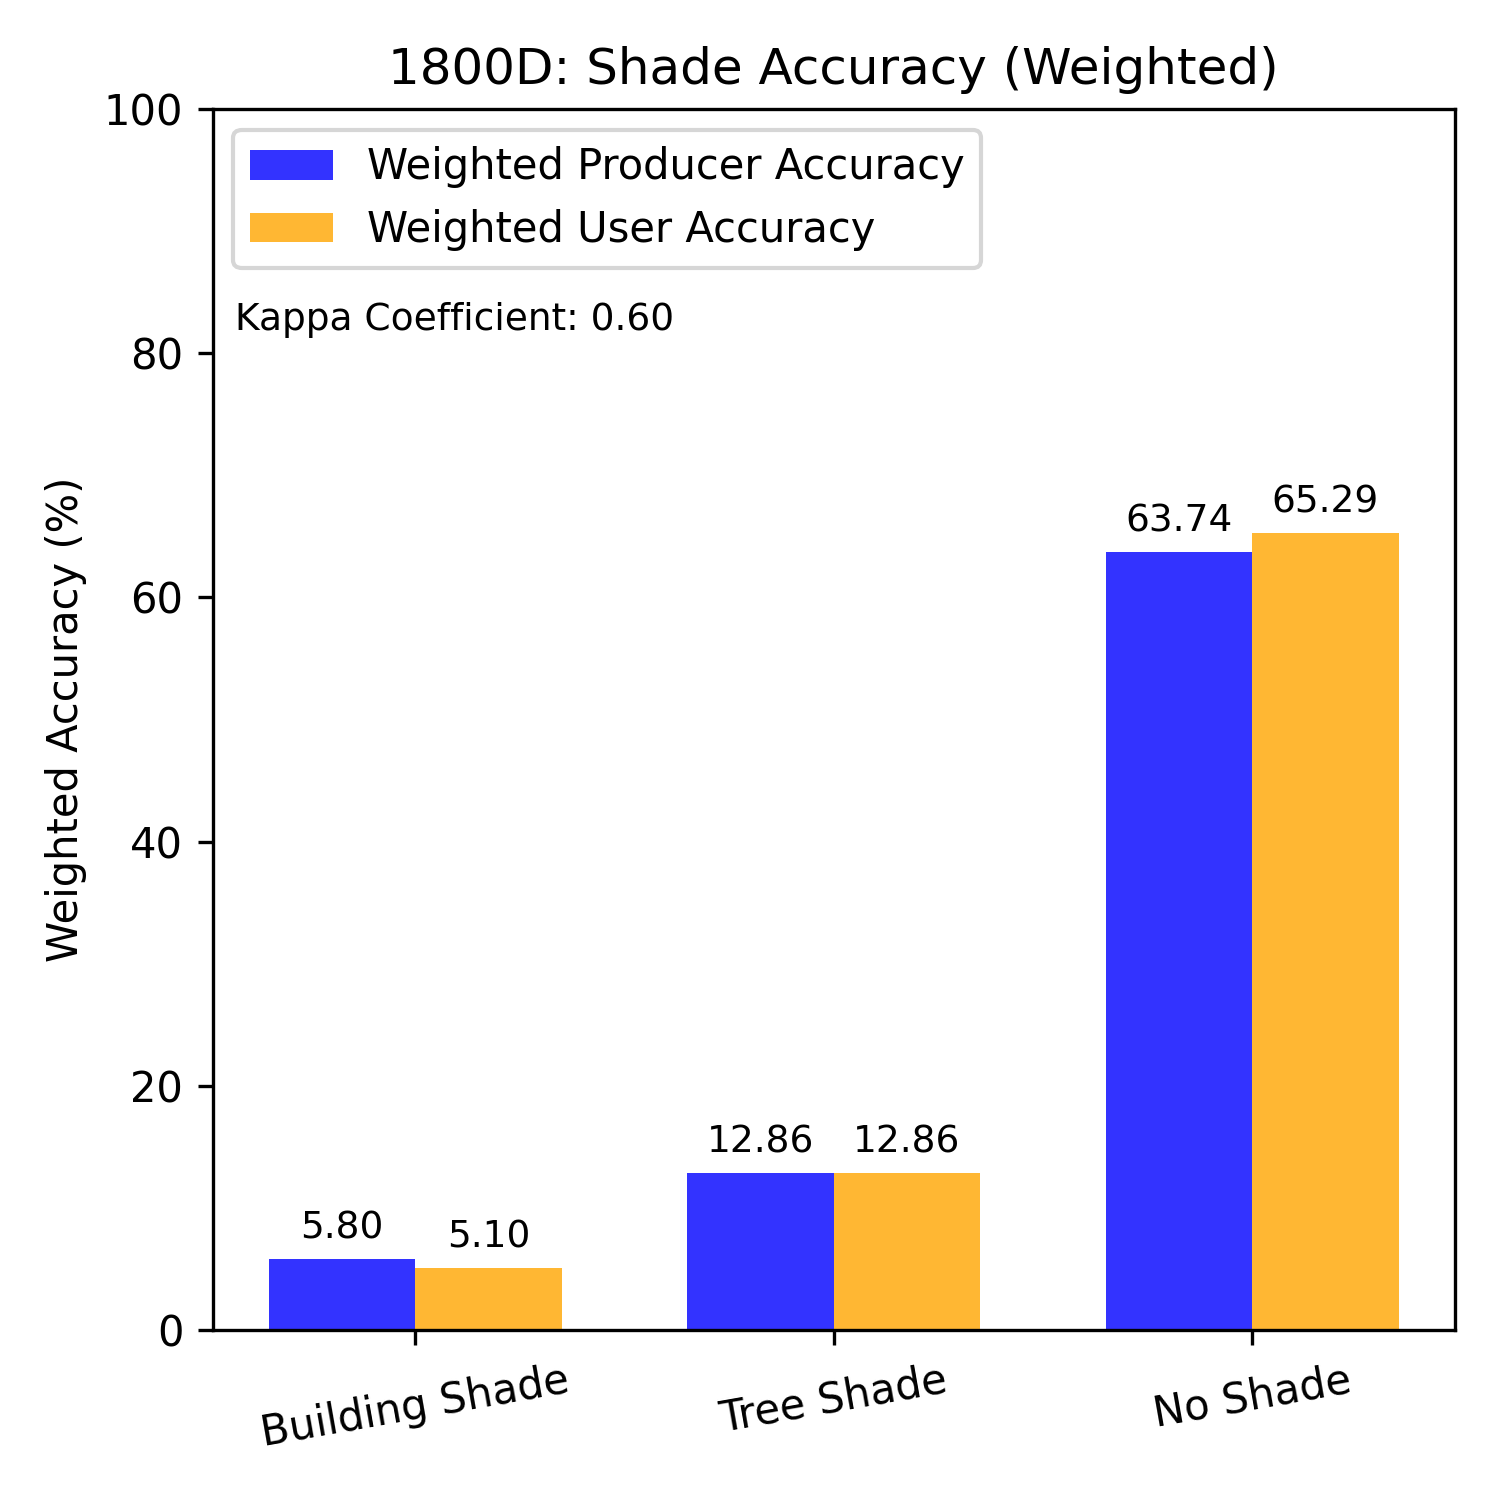 1800D: Shade Accuracy (Weighted)
Weighted Producer Accuracy
Weighted User Accuracy
Kappa Coefficient: 0.60
Weighted Accuracy (%)
100
80
60
40
20
0
5.80
5.10
12.86
12.86
63.74
65.29
Building Shade
Tree Shade
No Shade